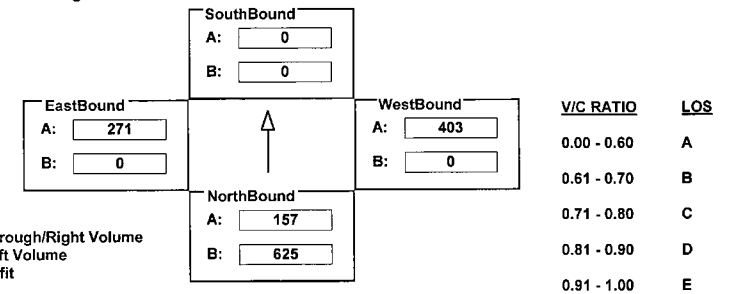 SouthBound
A: 0
B: 0
EastBound
A: 271
B: 0
WestBound
A: 403
B: 0
NorthBound
A: 157
B: 625
rough/Right Volume
ft Volume
fit
V/C RATIO LOS
0.00 - 0.60 A
0.61 - 0.70 B
0.71 - 0.80 C
0.81 - 0.90 D
0.91 - 1.00 E